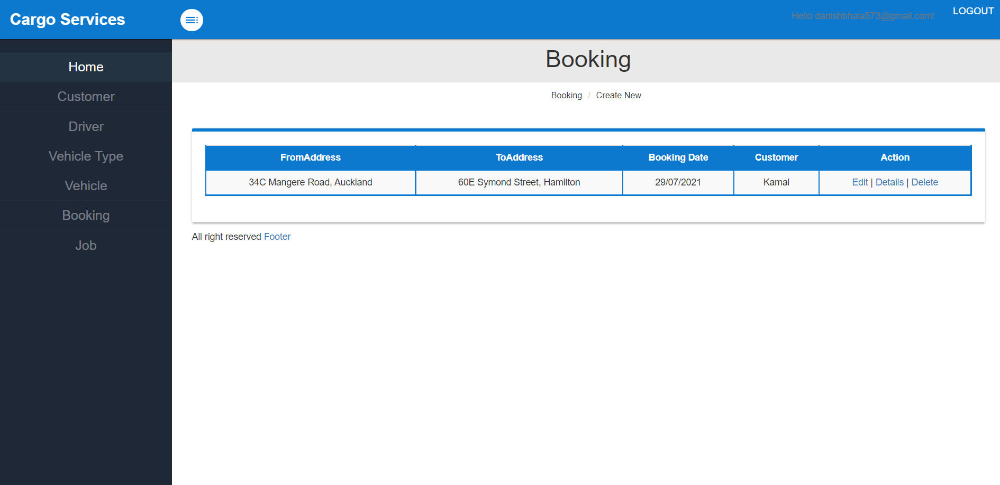 Cargo Services
Hello danishbhala573@gmail.com!
LOGOUT
Home
Customer
Driver
Vehicle Type
Vehicle
Booking
Job
Booking
Booking / Create New
FromAddress ToAddress Booking Date Customer Action
34C Mangere Road, Auckland 60E Symond Street, Hamilton 29/07/2021 Kamal Edit | Details | Delete
All right reserved Footer